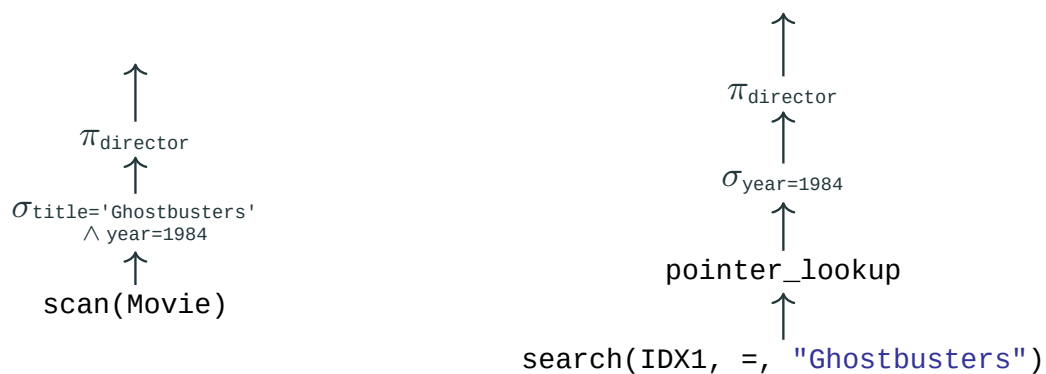 π director
σ title='Ghostbusters'
∧ year=1984
scan(Movie)
π director
σ year=1984
pointer_lookup
search(IDX1, =, "Ghostbusters")